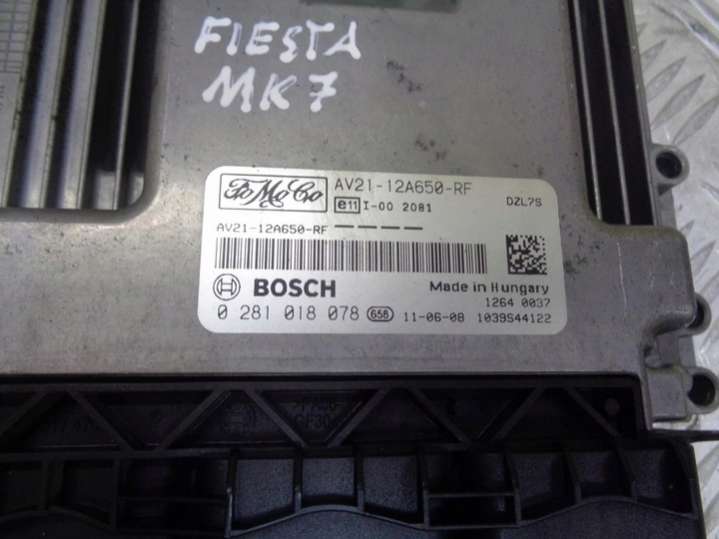 FIESTA
MK7
FoMoCo
AV21-12A650-RF
e11 I-00 2081
DZL7S
AV21-12A650-RF — — — —
BOSCH
Made in Hungary
1264 0037
0 281 018 078 656 11-06-08 1039S44122